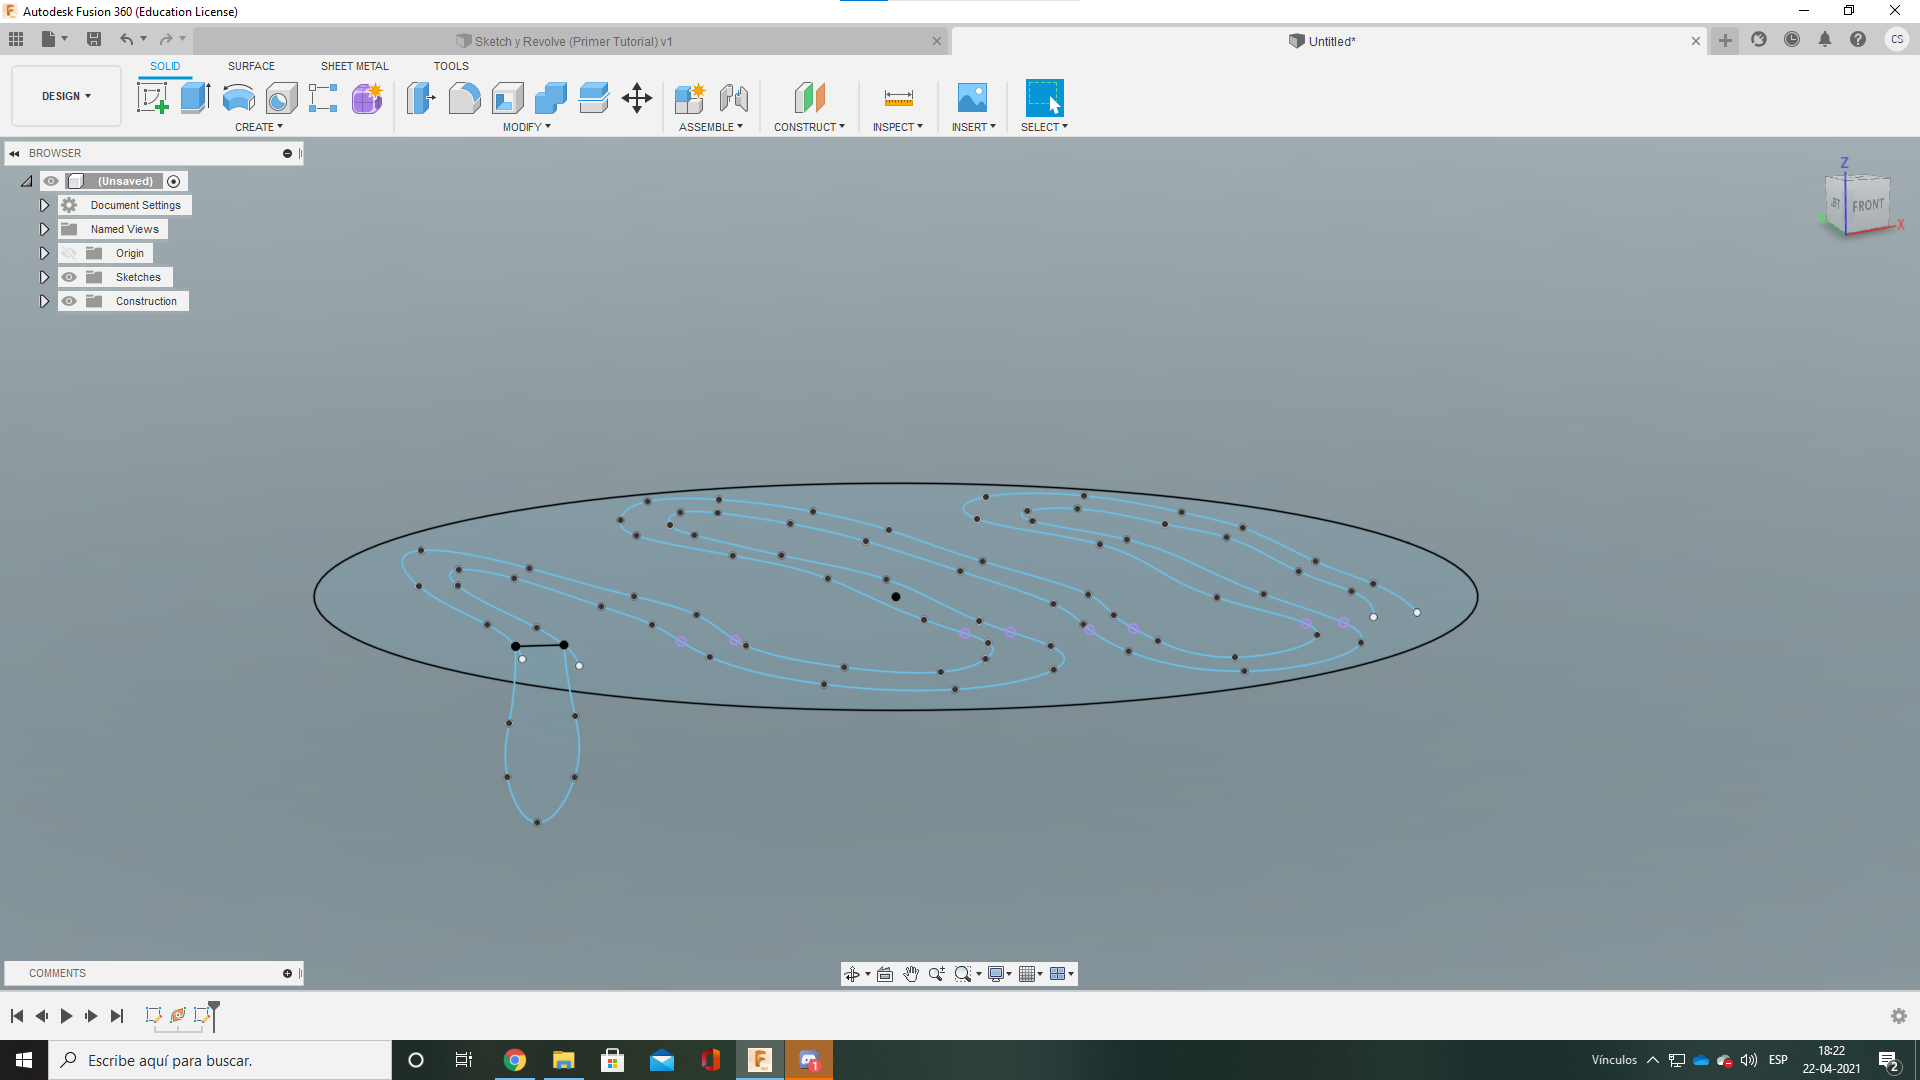 Autodesk Fusion 360 (Education License)
Sketch y Revolve (Primer Tutorial) v1
Untitled*
CS
SOLID SURFACE SHEET METAL TOOLS
DESIGN
CREATE MODIFY ASSEMBLE CONSTRUCT INSPECT INSERT SELECT
BROWSER
(Unsaved)
Document Settings
Named Views
Origin
Sketches
Construction
Z
FRONT
X
COMMENTS
Escribe aquí para buscar.
1
Vínculos
ESP
18:22
22-04-2021
2